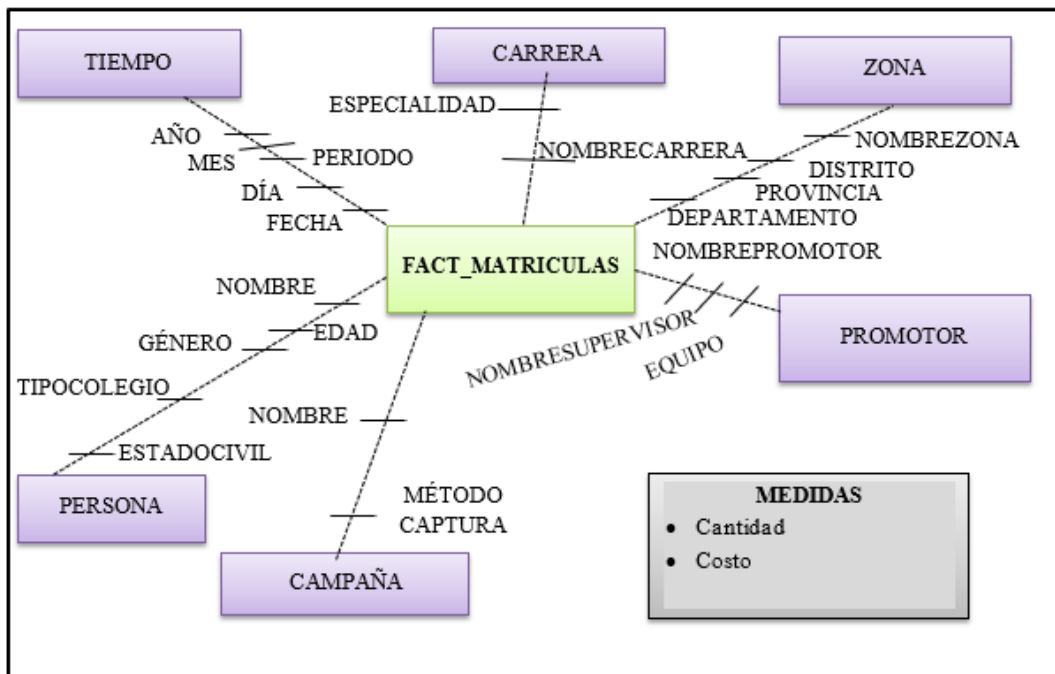 TIEMPO
CARRERA
ZONA
ESPECIALIDAD
AÑO
MES
PERIODO
DÍA
FECHA
NOMBRECARRERA
NOMBREZONA
DISTRITO
PROVINCIA
DEPARTAMENTO
FACT_MATRICULAS
NOMBREPROMOTOR
NOMBRESUPERVISOR
EQUIPO
PROMOTOR
NOMBRE
EDAD
GÉNERO
TIPOCOLEGIO
ESTADOCIVIL
PERSONA
NOMBRE
MÉTODO
CAPTURA
CAMPAÑA
MEDIDAS
• Cantidad
• Costo